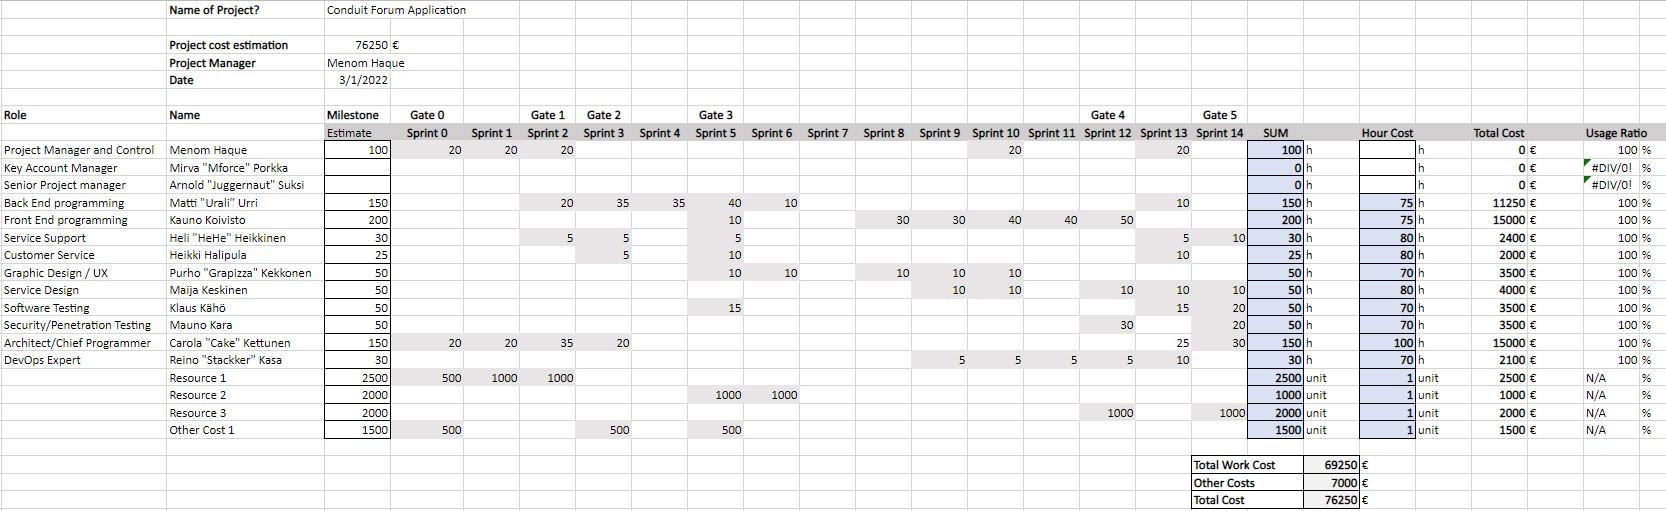 Name of Project? Conduit Forum Application
Project cost estimation 76250 €
Project Manager Menom Haque
Date 3/1/2022
Role Name Milestone Gate 0 Gate 1 Gate 2 Gate 3 Gate 4 Gate 5
Estimate Sprint 0 Sprint 1 Sprint 2 Sprint 3 Sprint 4 Sprint 5 Sprint 6 Sprint 7 Sprint 8 Sprint 9 Sprint 10 Sprint 11 Sprint 12 Sprint 13 Sprint 14 SUM Hour Cost Total Cost Usage Ratio
Project Manager and Control Menom Haque 100 20 20 20 20 20 100 h h 0 € 100 %
Key Account Manager Mirva "Mforce" Porkka 0 h h 0 € #DIV/0! %
Senior Project manager Arnold "Juggernaut" Suksi 0 h h 0 € #DIV/0! %
Back End programming Matti "Urali" Urri 150 20 35 35 40 10 10 150 h 75 h 11250 € 100 %
Front End programming Kauno Koivisto 200 10 30 30 40 40 50 200 h 75 h 15000 € 100 %
Service Support Heli "HeHe" Heikkinen 30 5 5 5 5 10 30 h 80 h 2400 € 100 %
Customer Service Heikki Halipula 25 5 10 10 25 h 80 h 2000 € 100 %
Graphic Design / UX Purho "Grapizza" Kekkonen 50 10 10 10 10 10 50 h 70 h 3500 € 100 %
Service Design Maija Keskinen 50 10 10 10 10 10 50 h 80 h 4000 € 100 %
Software Testing Klaus Kähö 50 15 15 20 50 h 70 h 3500 € 100 %
Security/Penetration Testing Mauno Kara 50 30 20 50 h 70 h 3500 € 100 %
Architect/Chief Programmer Carola "Cake" Kettunen 150 20 20 35 20 25 30 150 h 100 h 15000 € 100 %
DevOps Expert Reino "Stackker" Kasa 30 5 5 5 5 10 30 h 70 h 2100 € 100 %
Resource 1 2500 500 1000 1000 2500 unit 1 unit 2500 € N/A %
Resource 2 2000 1000 1000 1000 unit 1 unit 1000 € N/A %
Resource 3 2000 1000 1000 2000 unit 1 unit 2000 € N/A %
Other Cost 1 1500 500 500 500 1500 unit 1 unit 1500 € N/A %
Total Work Cost 69250 €
Other Costs 7000 €
Total Cost 76250 €